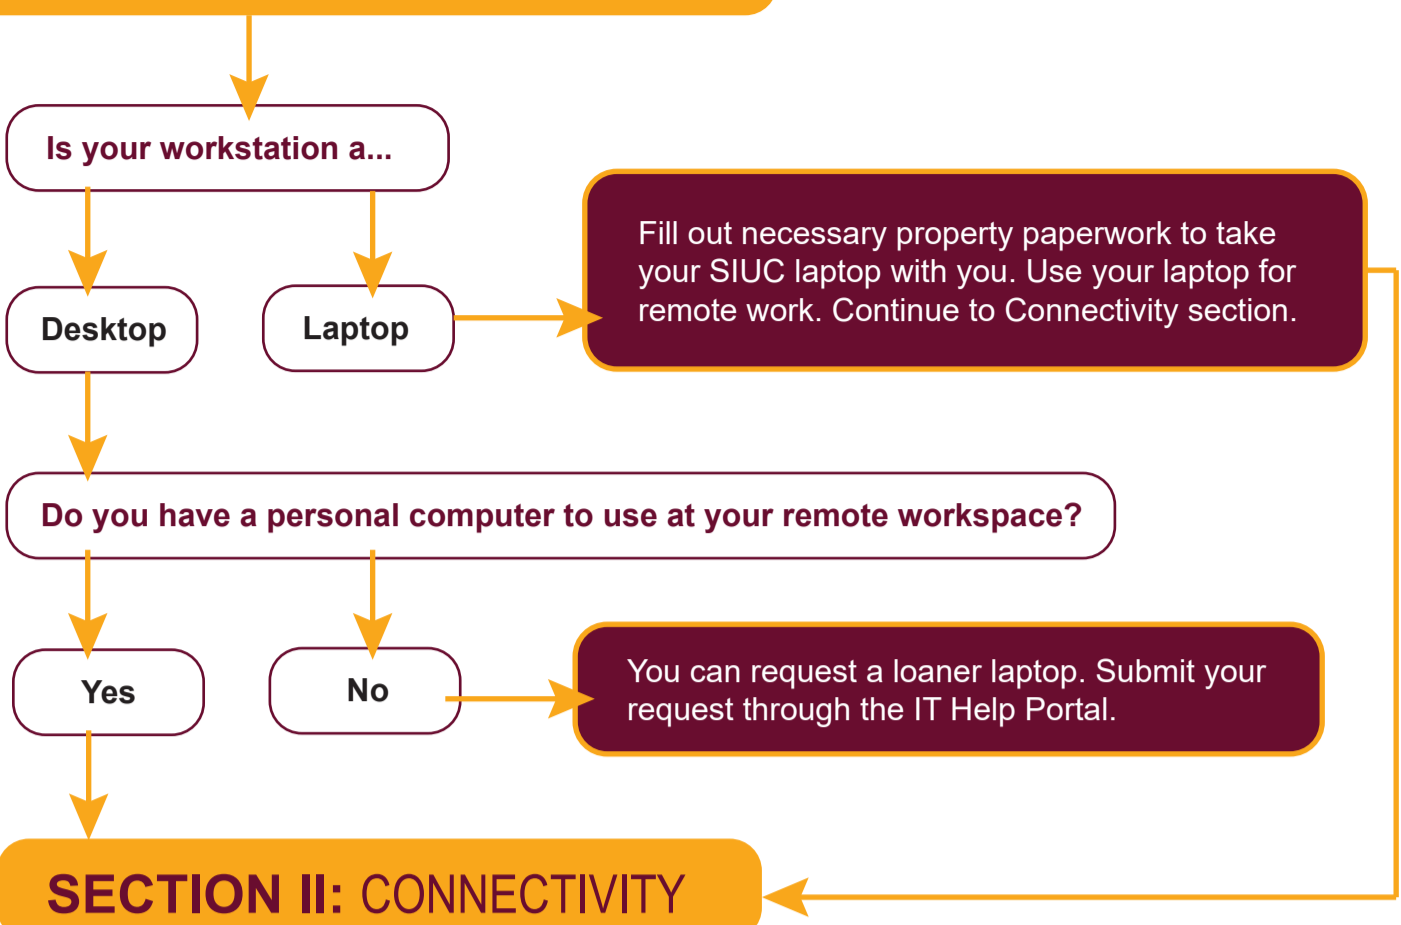 Is your workstation a...
Fill out necessary property paperwork to take
your SIUC laptop with you. Use your laptop for
remote work. Continue to Connectivity section.
Desktop
Laptop
Do you have a personal computer to use at your remote workspace?
Yes
No
You can request a loaner laptop. Submit your
request through the IT Help Portal.
SECTION II: CONNECTIVITY